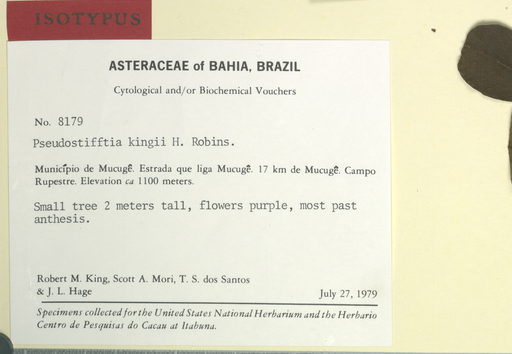 ISOTYPUS
ASTERACEAE of BAHIA, BRAZIL
Cytological and/or Biochemical Vouchers
No. 8179
Pseudostifftia kingii H. Robins.
Município de Mucugê. Estrada que liga Mucugê. 17 km de Mucugê. Campo
Rupestre. Elevation ca 1100 meters.
Small tree 2 meters tall, flowers purple, most past
anthesis.
Robert M. King, Scott A. Mori, T. S. dos Santos
& J. L. Hage July 27, 1979
Specimens collected for the United States National Herbarium and the Herbario
Centro de Pesquisas do Cacau at Itabuna.